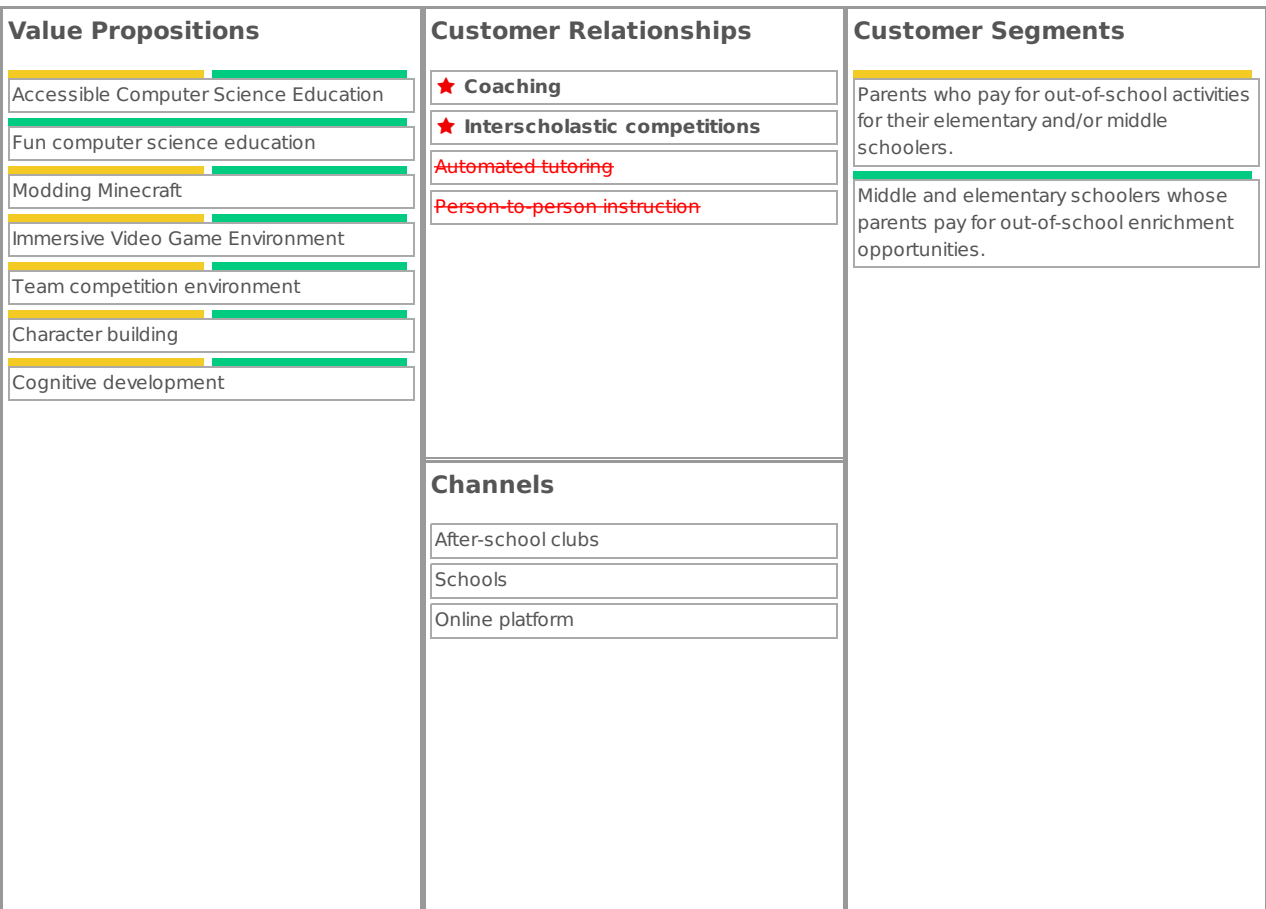 Value Propositions
Accessible Computer Science Education
Fun computer science education
Modding Minecraft
Immersive Video Game Environment
Team competition environment
Character building
Cognitive development
Customer Relationships
Coaching
Interscholastic competitions
Automated tutoring
Person-to-person instruction
Channels
After-school clubs
Schools
Online platform
Customer Segments
Parents who pay for out-of-school activities
for their elementary and/or middle
schoolers.
Middle and elementary schoolers whose
parents pay for out-of-school enrichment
opportunities.